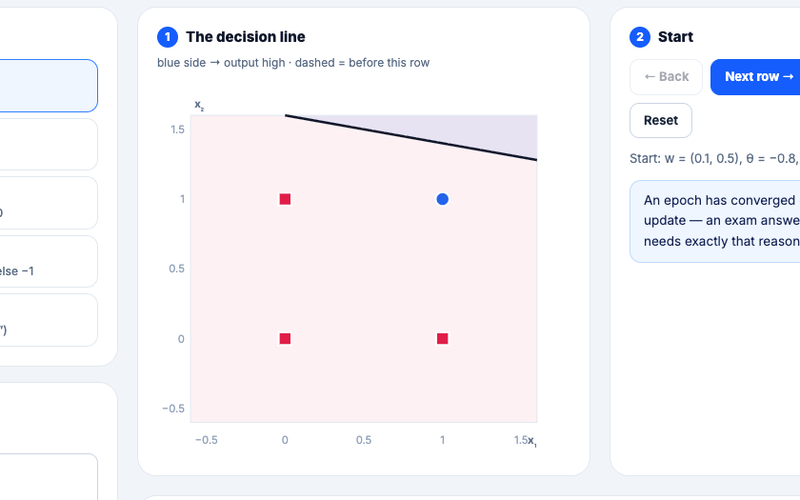 0
else −1
″)
1 The decision line
blue side → output high · dashed = before this row
x₂
1.5
1
0.5
0
−0.5
−0.5 0 0.5 1 1.5 x₁
2 Start
← Back Next row →
Reset
Start: w = (0.1, 0.5), θ = −0.8,
An epoch has converged
update — an exam answe
needs exactly that reason